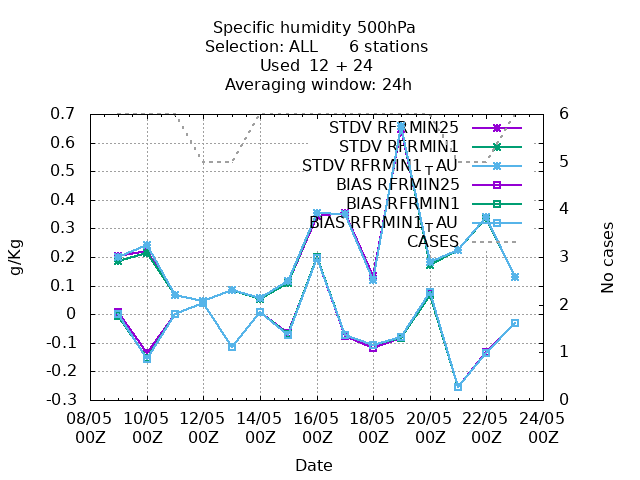 Specific humidity 500hPa
Selection: ALL 6 stations
Used 12 + 24
Averaging window: 24h
g/Kg
0.7
0.6
0.5
0.4
0.3
0.2
0.1
0
-0.1
-0.2
-0.3
STDV RFRMIN25
STDV RFRMIN1
STDV RFRMIN1_T_AU
BIAS RFRMIN25
BIAS RFRMIN1
BIAS RFRMIN1_T_AU
CASES
6
5
4
3
2
1
0
No cases
08/05 10/05 12/05 14/05 16/05 18/05 20/05 22/05 24/05
00Z 00Z 00Z 00Z 00Z 00Z 00Z 00Z 00Z
Date